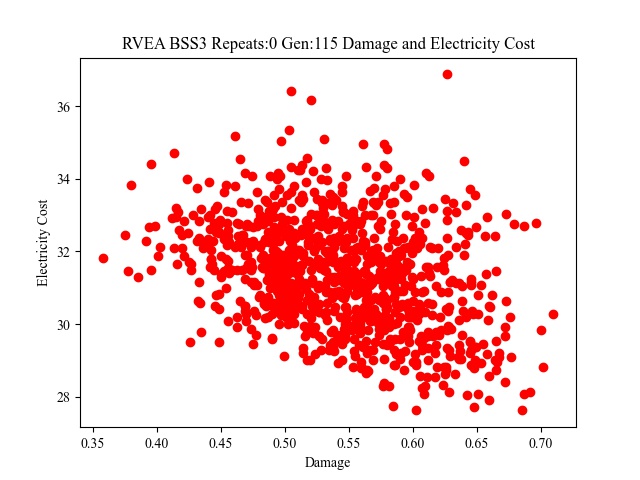 RVEA BSS3 Repeats:0 Gen:115 Damage and Electricity Cost
36
34
32
30
28
Electricity Cost
0.35 0.40 0.45 0.50 0.55 0.60 0.65 0.70
Damage